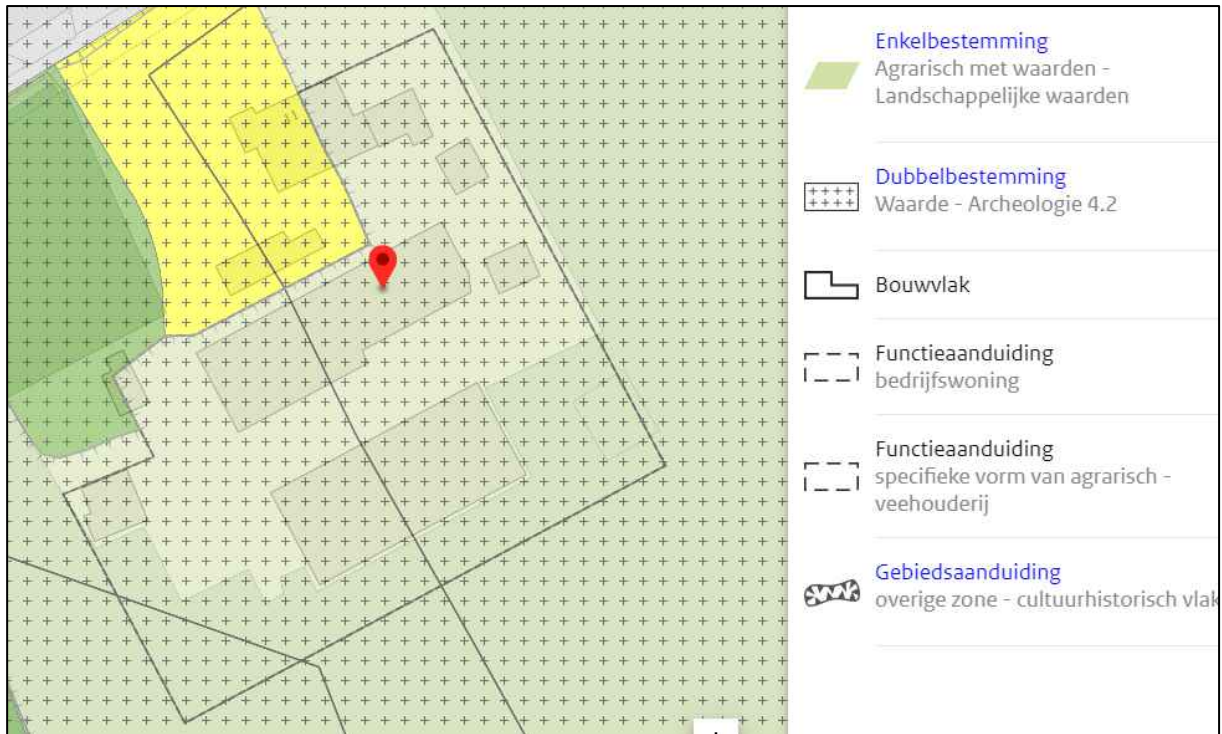 Enkelbestemming
Agrarisch met waarden -
Landschappelijke waarden
Dubbelbestemming
Waarde - Archeologie 4.2
Bouwvlak
Functieaanduiding
bedrijfswoning
Functieaanduiding
specifieke vorm van agrarisch -
veehouderij
Gebiedsaanduiding
overige zone - cultuurhistorisch vlak